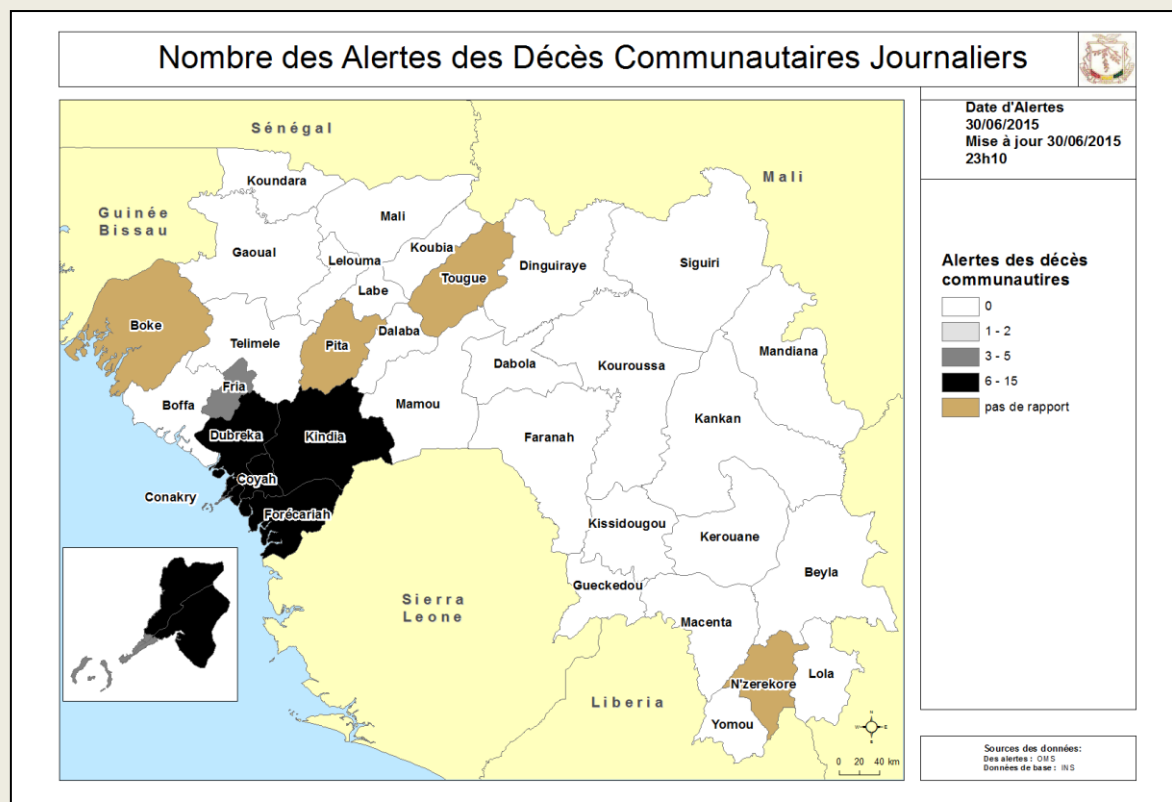 Nombre des Alertes des Décès Communautaires Journaliers
Date d'Alertes
30/06/2015
Mise à jour 30/06/2015
23h10
Alertes des décès
communautires
0
1 - 2
3 - 5
6 - 15
pas de rapport
Sénégal
Mali
Guinée
Bissau
Koundara
Mali
Koubia
Gaoual
Lelouma
Tougue
Dinguiraye
Siguiri
Labe
Boke
Telimele
Pita
Dalaba
Dabola
Kouroussa
Mandiana
Fria
Boffa
Mamou
Kankan
Dubreka
Kindia
Faranah
Coyah
Conakry
Forécariah
Kissidougou
Kerouane
Beyla
Gueckedou
Sierra
Leone
Macenta
Lola
N'zerekore
Liberia
Yomou
N
W
E
S
0 20 40 km
Sources des données:
Des alertes : OMS
Données de base : INS